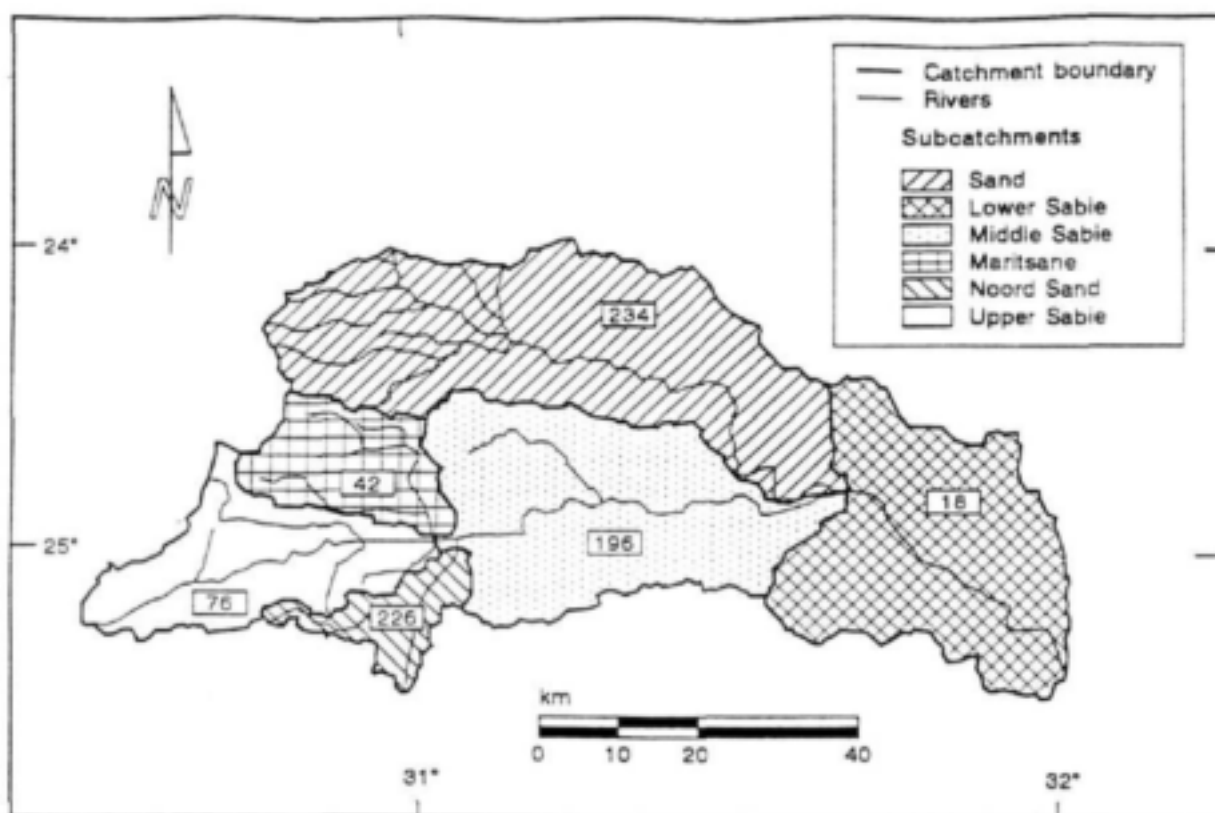 Catchment boundary
Rivers
Subcatchments
Sand
Lower Sabie
Middle Sabie
Maritsane
Noord Sand
Upper Sabie
N
24°
234
42
18
25°
196
76
226
km
0 10 20 40
31° 32°